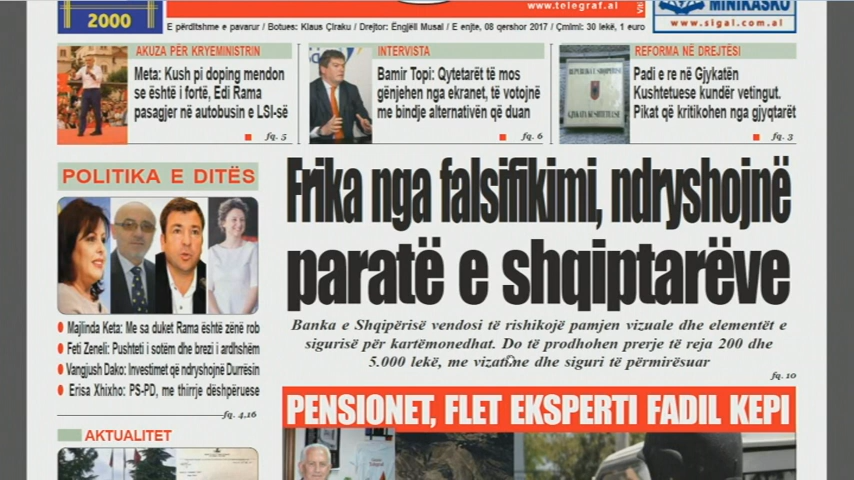 2000
www.telegraf.al
MINIKASKO
www.sigal.com.al
E përditshme e pavarur / Botues: Klaus Çiraku / Drejtor: Ëngjëll Musai / E enjte, 08 qershor 2017 / Çmimi: 30 lekë, 1 euro
AKUZA PËR KRYEMINISTRIN
Meta: Kush pi doping mendon
se është i fortë, Edi Rama
pasagjer në autobusin e LSI-së
fq. 5
INTERVISTA
Bamir Topi: Qytetarët të mos
gënjehen nga ekranet, të votojnë
me bindje alternativën që duan
fq. 6
REFORMA NË DREJTËSI
Padi e re në Gjykatën
Kushtetuese kundër vetingut.
Pikat që kritikohen nga gjyqtarët
fq. 3
REPUBLIKA E SHQIPËRISË
GJYKATA KUSHTETUESE
POLITIKA E DITËS
Majlinda Keta: Me sa duket Rama është zënë rob
Feti Zeneli: Pushteti i sotëm dhe brezi i ardhshëm
Vangjush Dako: Investimet që ndryshojnë Durrësin
Erisa Xhixho: PS-PD, me thirrje dëshpëruese
fq. 4,16
AKTUALITET
Frika nga falsifikimi, ndryshojnë
paratë e shqiptarëve
Banka e Shqipërisë vendosi të rishikojë pamjen vizuale dhe elementët e
sigurisë për kartëmonedhat. Do të prodhohen prerje të reja 200 dhe
5.000 lekë, me vizatime dhe siguri të përmirësuar
fq. 10
PENSIONET, FLET EKSPERTI FADIL KEPI